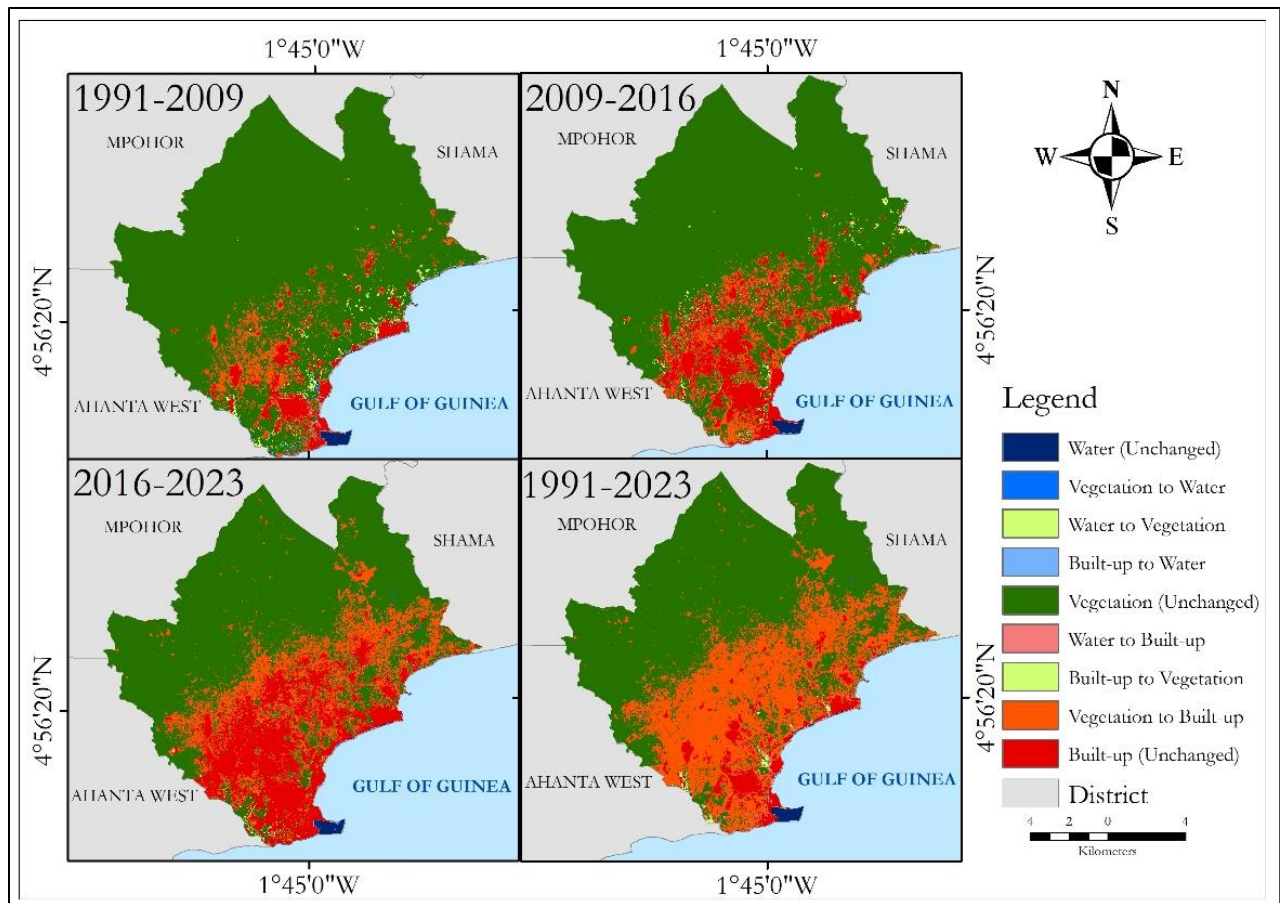 1°45'0"W
1°45'0"W
1991-2009
MPOHOR
SHAMA
AHANTA WEST
GULF OF GUINEA
4°56'20"N
2009-2016
MPOHOR
SHAMA
AHANTA WEST
GULF OF GUINEA
4°56'20"N
2016-2023
MPOHOR
SHAMA
AHANTA WEST
GULF OF GUINEA
4°56'20"N
1991-2023
MPOHOR
SHAMA
AHANTA WEST
GULF OF GUINEA
4°56'20"N
1°45'0"W
1°45'0"W
N
W E
S
Legend
Water (Unchanged)
Vegetation to Water
Water to Vegetation
Built-up to Water
Vegetation (Unchanged)
Water to Built-up
Built-up to Vegetation
Vegetation to Built-up
Built-up (Unchanged)
District
4 2 0 4
Kilometers